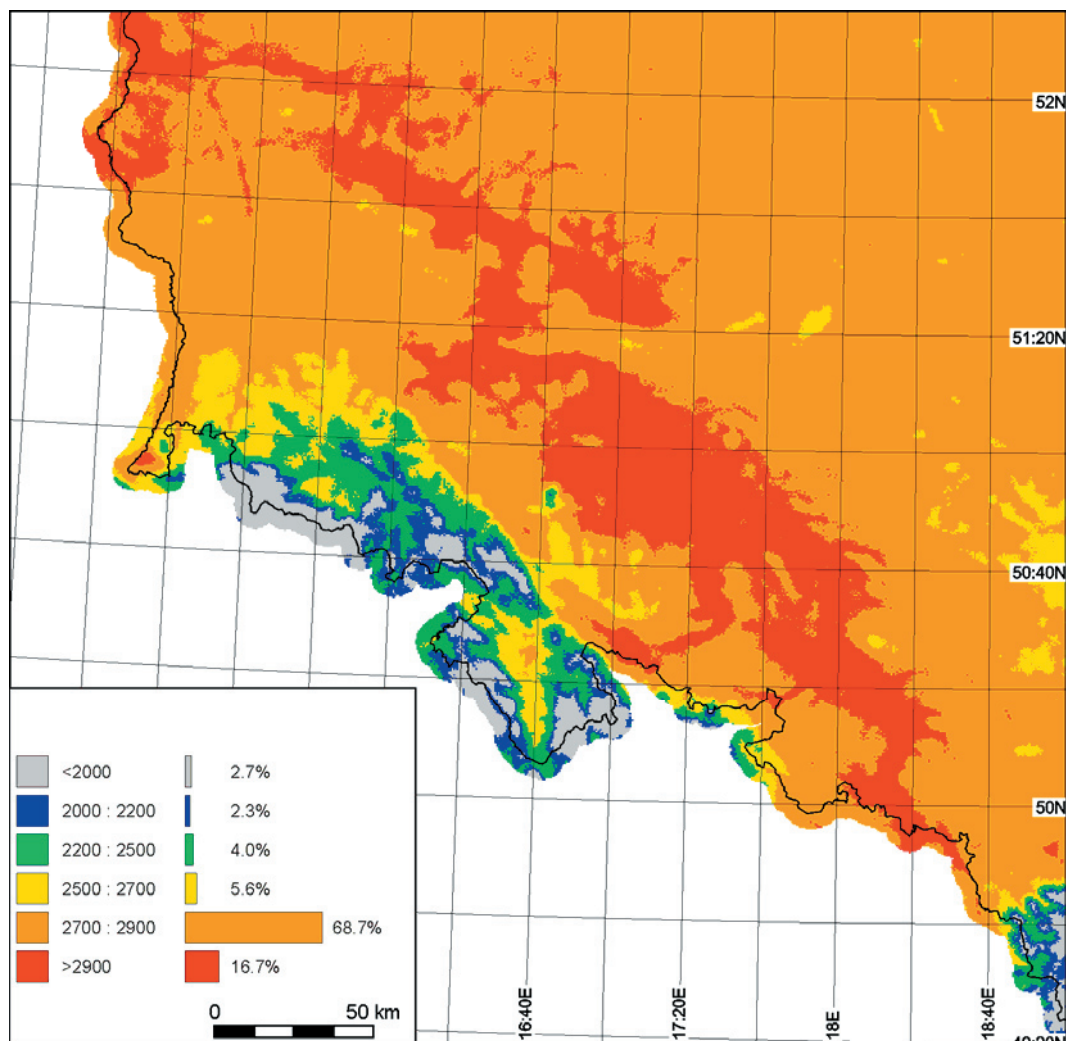 52N
51:20N
50:40N
50N
<2000 2.7%
2000 : 2200 2.3%
2200 : 2500 4.0%
2500 : 2700 5.6%
2700 : 2900 68.7%
>2900 16.7%
0 50 km
16:40E
17:20E
18E
18:40E